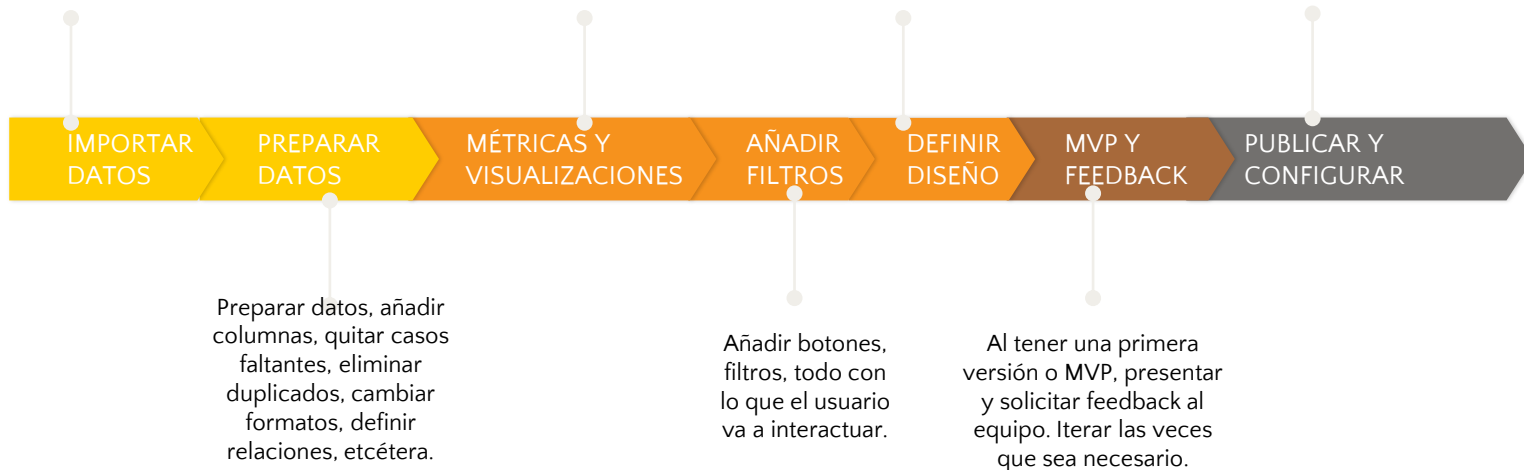 IMPORTAR
DATOS
PREPARAR
DATOS
MÉTRICAS Y
VISUALIZACIONES
AÑADIR
FILTROS
DEFINIR
DISEÑO
MVP Y
FEEDBACK
PUBLICAR Y
CONFIGURAR
Preparar datos, añadir
columnas, quitar casos
faltantes, eliminar
duplicados, cambiar
formatos, definir
relaciones, etcétera.
Añadir botones,
filtros, todo con
lo que el usuario
va a interactuar.
Al tener una primera
versión o MVP, presentar
y solicitar feedback al
equipo. Iterar las veces
que sea necesario.